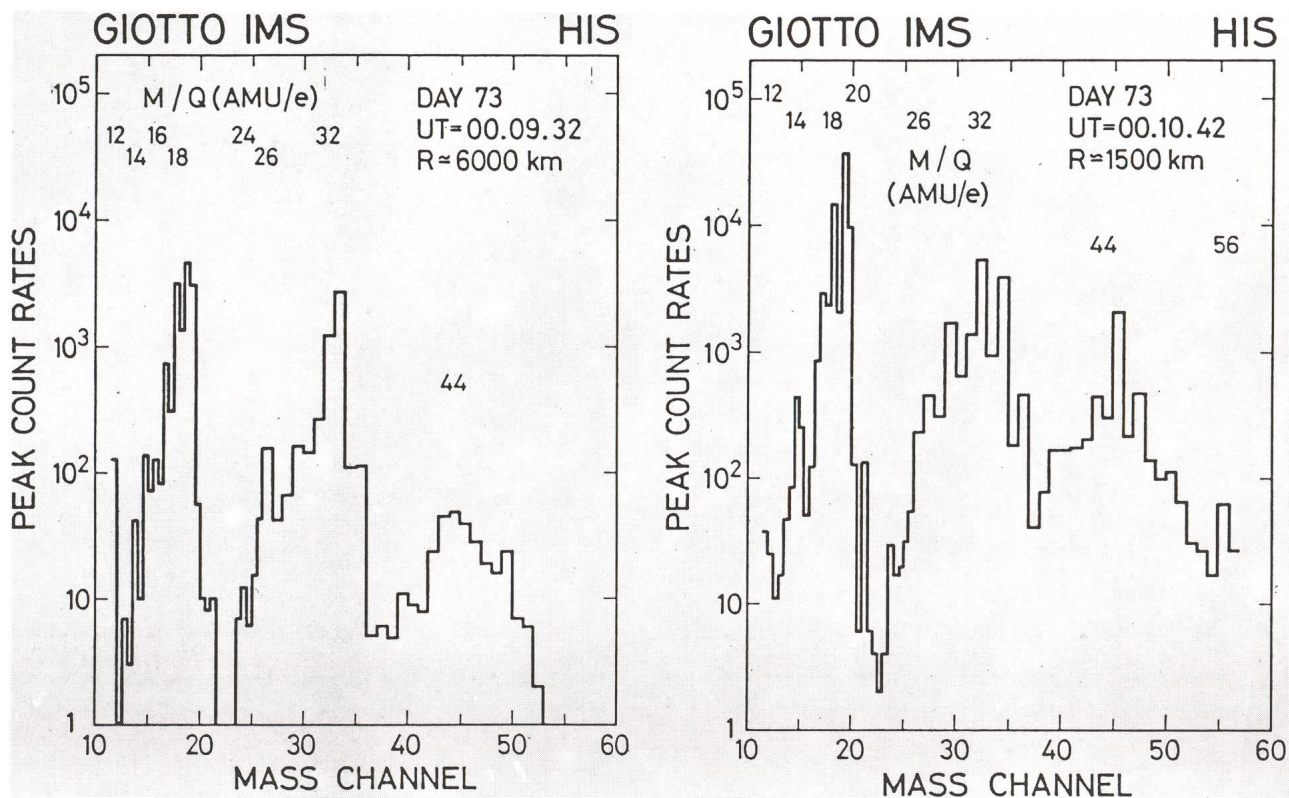 GIOTTO IMS HIS
10⁵
M / Q (AMU/e)
DAY 73
12 16 24 32
UT= 00.09.32
14 18 26
R≃6000 km
10⁴
10³
44
10²
10
1
10 20 30 40 50 60
PEAK COUNT RATES
MASS CHANNEL
GIOTTO IMS HIS
10⁵
12 20
DAY 73
14 18 26 32
UT= 00.10.42
M / Q
R≃1500 km
(AMU/e)
10⁴
44 56
10³
10²
10
1
10 20 30 40 50 60
PEAK COUNT RATES
MASS CHANNEL